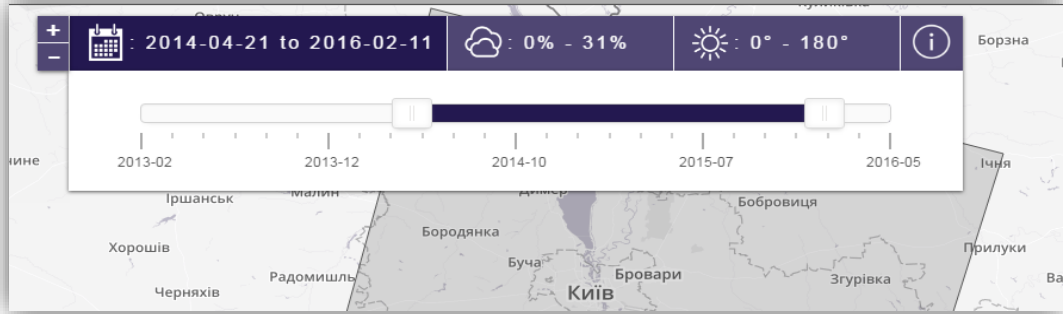 +
: 2014-04-21 to 2016-02-11
: 0% - 31%
: 0° - 180°
i
Борзна
−
2013-02
2013-12
2014-10
2015-07
2016-05
Ічня
Іршанськ
Малин
Димер
Бобровиця
Хорошів
Бородянка
Прилуки
Радомишль
Буча
Бровари
Згурівка
Черняхів
Київ